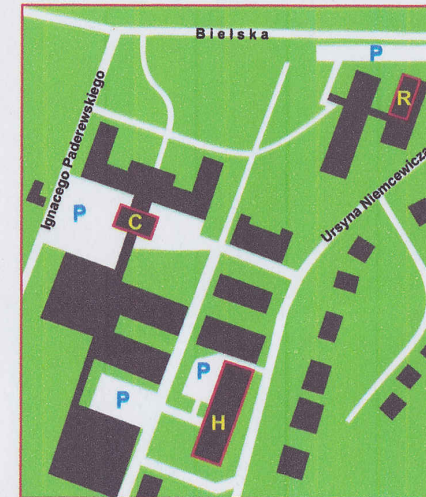 Bielska
P
R
Ignacego Paderewskiego
Ursyna Niemcewicza
P
C
P
P
H